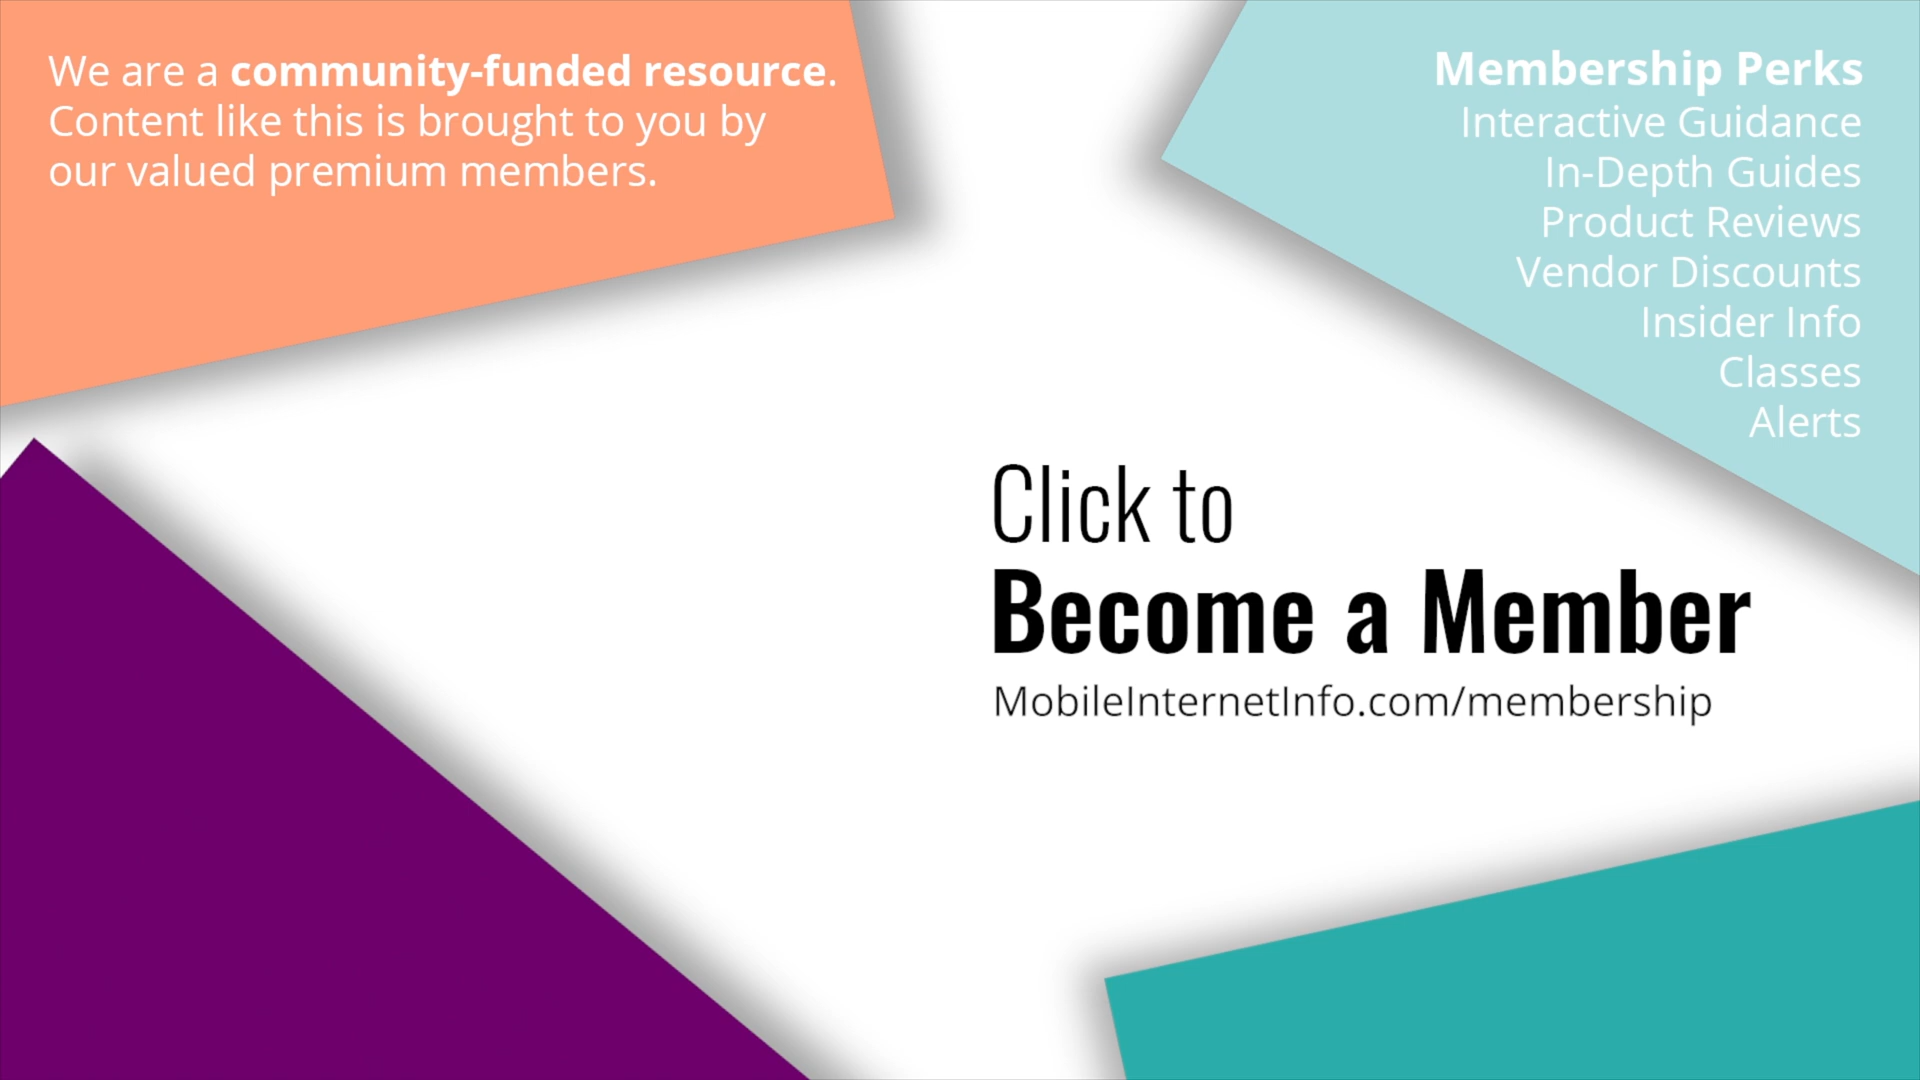 We are a community-funded resource.
Content like this is brought to you by
our valued premium members.
Membership Perks
Interactive Guidance
In-Depth Guides
Product Reviews
Vendor Discounts
Insider Info
Classes
Alerts
Click to
Become a Member
MobileInternetInfo.com/membership